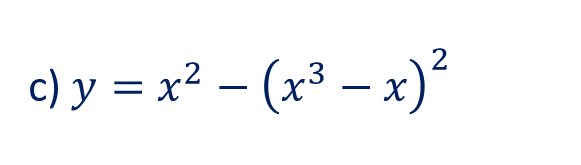 c) y = x² − (x³ − x)²